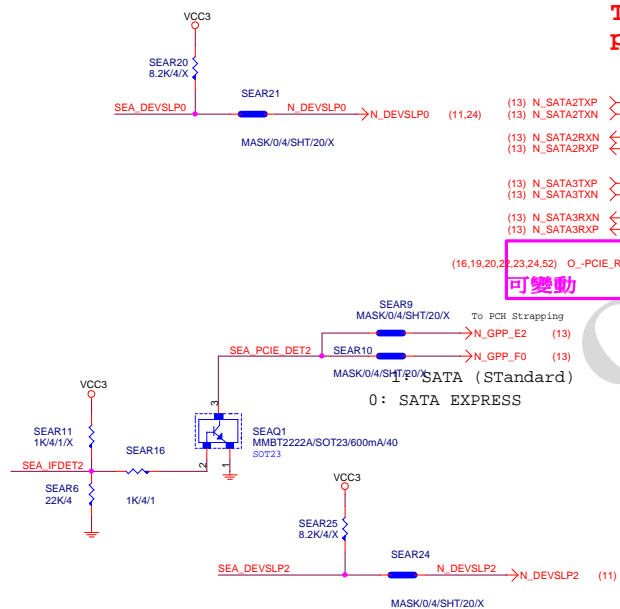 T
p
VCC3
SEAR20
8.2K/4/X
SEAR21
SEA_DEVSLP0
N_DEVSLP0
N_DEVSLP0 (11,24)
MASK/0/4/SHT/20/X
(13) N_SATA2TXP
(13) N_SATA2TXN
(13) N_SATA2RXN
(13) N_SATA2RXP
(13) N_SATA3TXP
(13) N_SATA3TXN
(13) N_SATA3RXN
(13) N_SATA3RXP
(16,19,20,22,23,24,52) O_-PCIE_R
可變動
SEAR9
MASK/0/4/SHT/20/X
To PCH Strapping
N_GPP_E2 (13)
SEA_PCIE_DET2
SEAR10
N_GPP_F0 (13)
MASK/0/4/SHT/20/X
1: SATA (STandard)
0: SATA EXPRESS
VCC3
SEAR11
1K/4/1/X
SEAR16
3
SEAQ1
MMBT2222A/SOT23/600mA/40
SOT23
2
1
SEA_IFDET2
SEAR6
22K/4
1K/4/1
VCC3
SEAR25
8.2K/4/X
SEAR24
SEA_DEVSLP2
N_DEVSLP2
N_DEVSLP2 (11)
MASK/0/4/SHT/20/X